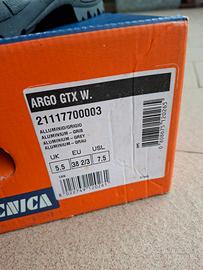 ARGO GTX W.
21117700003
ALLUMINIO/GRIGIO
ALUMINIUM - GRIS
ALUMINIUM - GREY
ALUMINIUM - GRAU
UK EU USL
5.5 38 2/3 7.5
CNICA